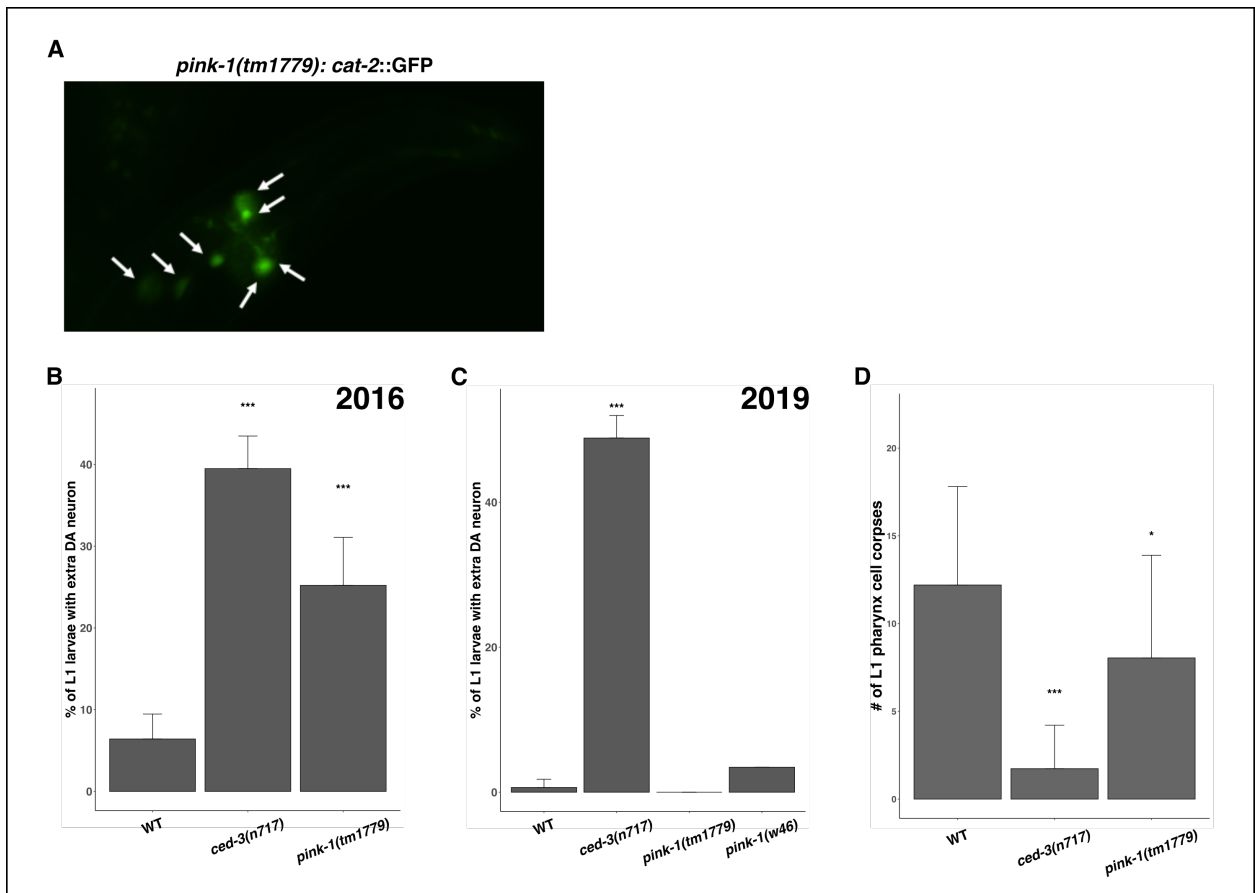 A
pink-1(tm1779): cat-2::GFP
B
2016
% of L1 larvae with extra DA neuron
40
30
20
10
0
***
***
WT
ced-3(n717)
pink-1(tm1779)
C
2019
% of L1 larvae with extra DA neuron
40
20
0
***
WT
ced-3(n717)
pink-1(tm1779)
pink-1(w46)
D
# of L1 pharynx cell corpses
20
15
10
5
0
***
*
WT
ced-3(n717)
pink-1(tm1779)